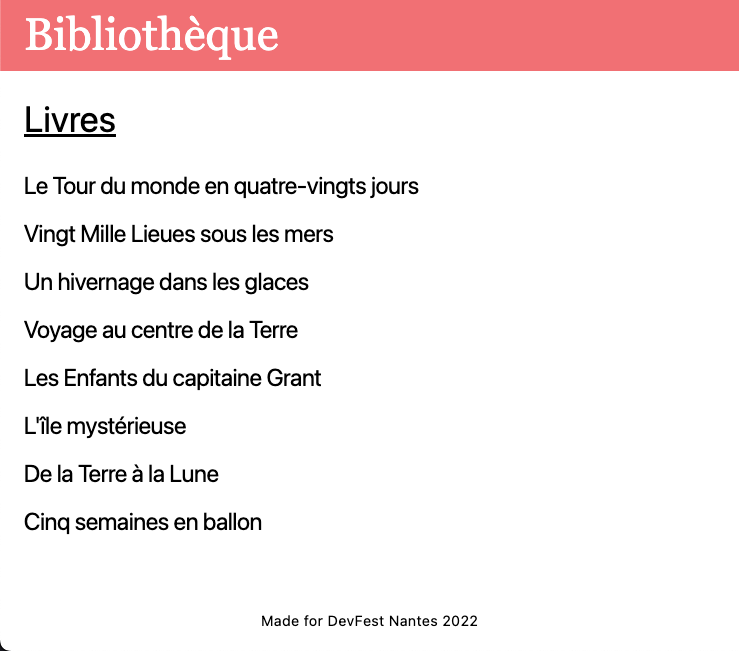 Bibliothèque
Livres
Le Tour du monde en quatre-vingts jours
Vingt Mille Lieues sous les mers
Un hivernage dans les glaces
Voyage au centre de la Terre
Les Enfants du capitaine Grant
L'île mystérieuse
De la Terre à la Lune
Cinq semaines en ballon
Made for DevFest Nantes 2022